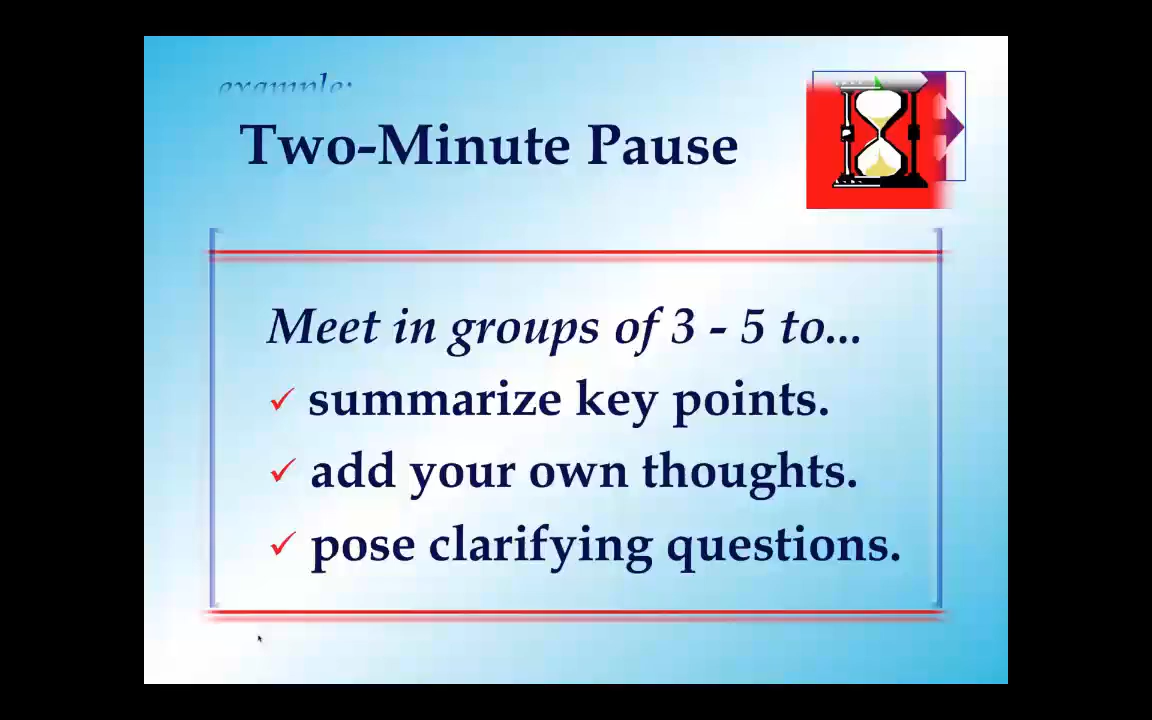 example:
Two-Minute Pause
Meet in groups of 3 - 5 to...
✓ summarize key points.
✓ add your own thoughts.
✓ pose clarifying questions.